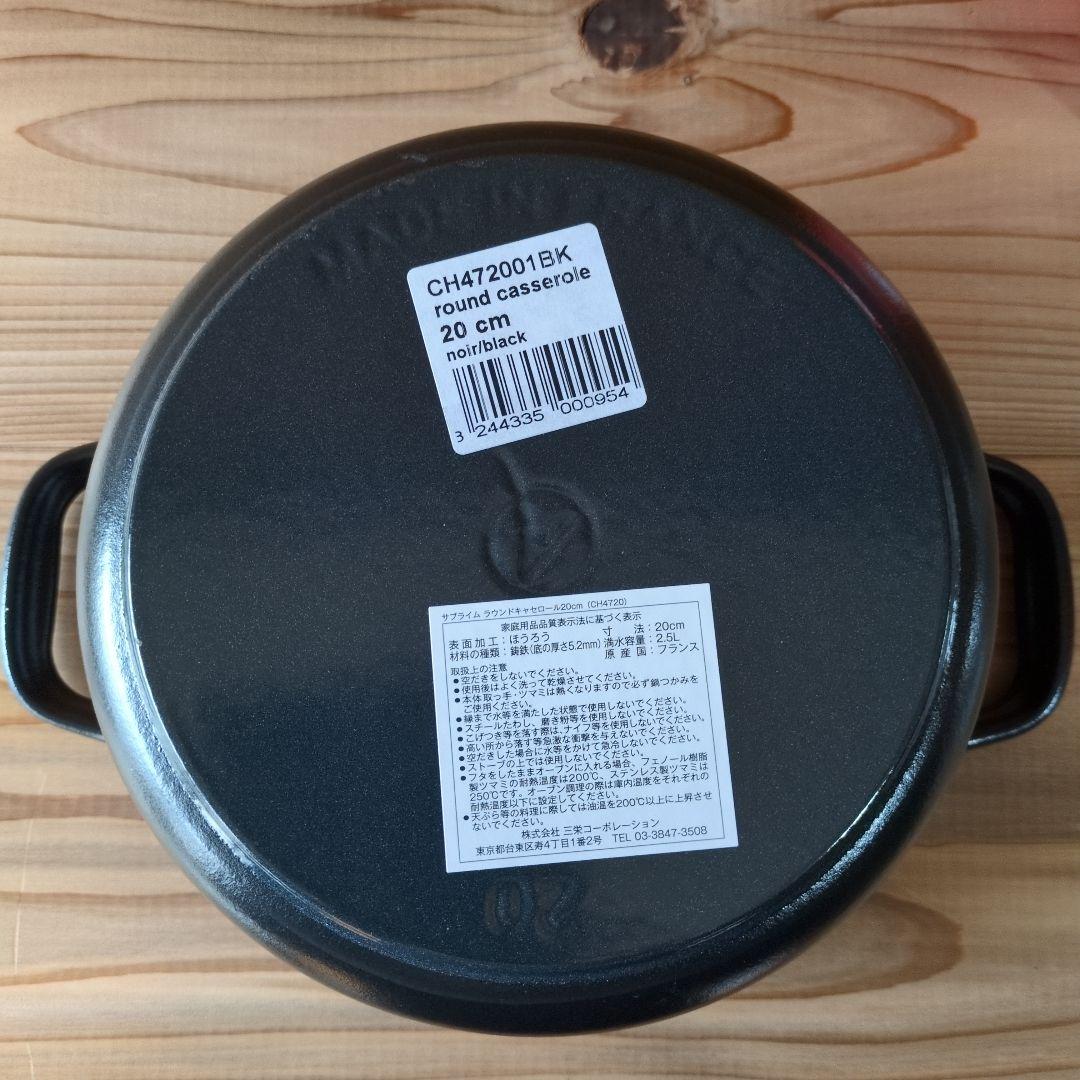 MADE IN FRANCE
CH472001BK
round casserole
20 cm
noir/black
3 244335 000954
サブライム ラウンドキャセロール20cm (CH4720)
家庭用品品質表示法に基づく表示
表面加工：ほうろう 寸 法：20cm
材料の種類：鋳鉄(底の厚さ5.2mm) 満水容量：2.5L
原産国：フランス
取扱上の注意
●空だきをしないでください。
●使用後はよく洗って乾燥させてください。
●本体取っ手・ツマミは熱くなりますので必ず鍋つかみを
ご使用ください。
●縁まで水等を満たした状態で使用しないでください。
●スチールたわし、磨き粉等を使用しないでください。
●こげつき等を落す際は、ナイフ等を使用しないでください。
●高い所から落す等急激な衝撃を与えないでください。
●空だきした場合に水等をかけて急冷しないでください。
●ストーブの上では使用しないでください。
●フタをしたままオーブンに入れる場合、フェノール樹脂
製ツマミの耐熱温度は200℃、ステンレス製ツマミは
250℃です。オーブン調理の際は庫内温度をそれぞれの
耐熱温度以下に設定してください。
●天ぷら等の料理に際しては油温を200℃以上に上昇させ
ないでください。
株式会社 三栄コーポレーション
東京都台東区寿4丁目1番2号 TEL 03-3847-3508
20